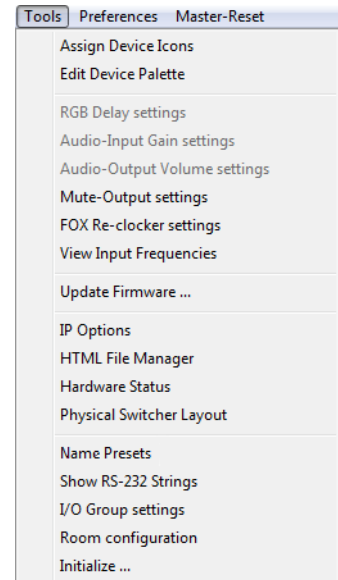 Tools Preferences Master-Reset
Assign Device Icons
Edit Device Palette
RGB Delay settings
Audio-Input Gain settings
Audio-Output Volume settings
Mute-Output settings
FOX Re-clocker settings
View Input Frequencies
Update Firmware ...
IP Options
HTML File Manager
Hardware Status
Physical Switcher Layout
Name Presets
Show RS-232 Strings
I/O Group settings
Room configuration
Initialize ...